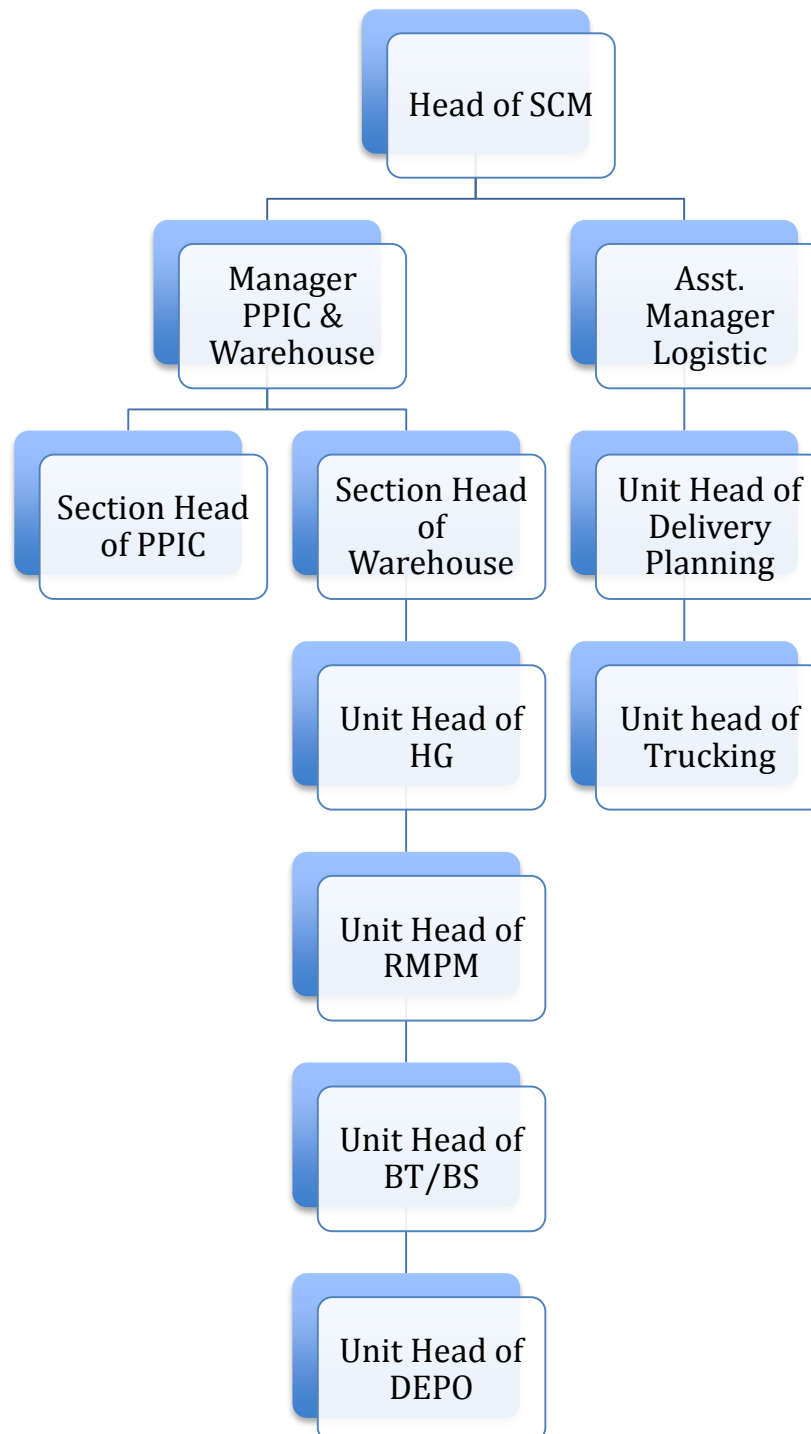 Head of SCM
Manager
PPIC &
Warehouse
Asst.
Manager
Logistic
Section Head
of PPIC
Section Head
of
Warehouse
Unit Head of
Delivery
Planning
Unit Head of
HG
Unit head of
Trucking
Unit Head of
RMPM
Unit Head of
BT/BS
Unit Head of
DEPO